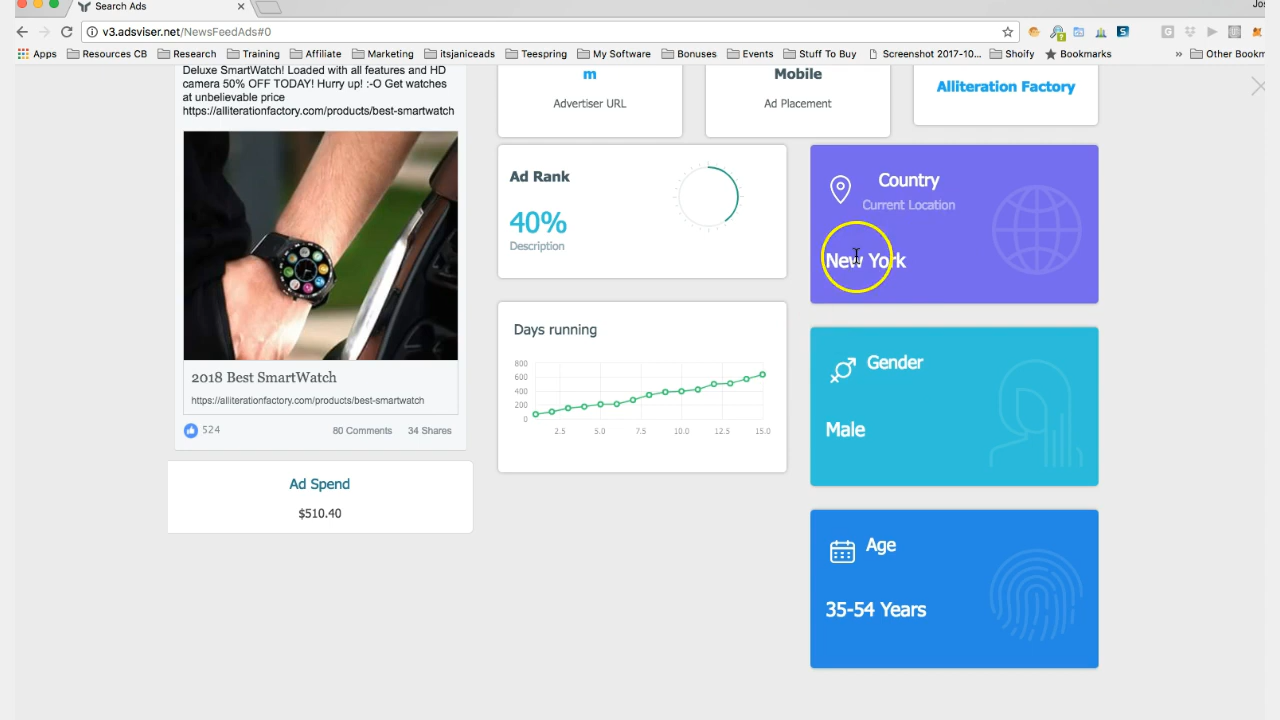 Search Ads
Jos
v3.adsviser.net/NewsFeedAds#0
Apps
Resources CB
Research
Training
Affiliate
Marketing
itsjaniceads
Teespring
My Software
Bonuses
Events
Stuff To Buy
Screenshot 2017-10...
Shoify
Bookmarks
»
Other Bookm
Deluxe SmartWatch! Loaded with all features and HD
camera 50% OFF TODAY! Hurry up! :-O Get watches
at unbelievable price
https://alliterationfactory.com/products/best-smartwatch
2018 Best SmartWatch
https://alliterationfactory.com/products/best-smartwatch
524
80 Comments
34 Shares
Ad Spend
$510.40
m
Advertiser URL
Mobile
Ad Placement
Alliteration Factory
Ad Rank
40%
Description
Days running
800
600
400
200
0
2.5
5.0
7.5
10.0
12.5
15.0
Country
Current Location
New York
Gender
Male
Age
35-54 Years